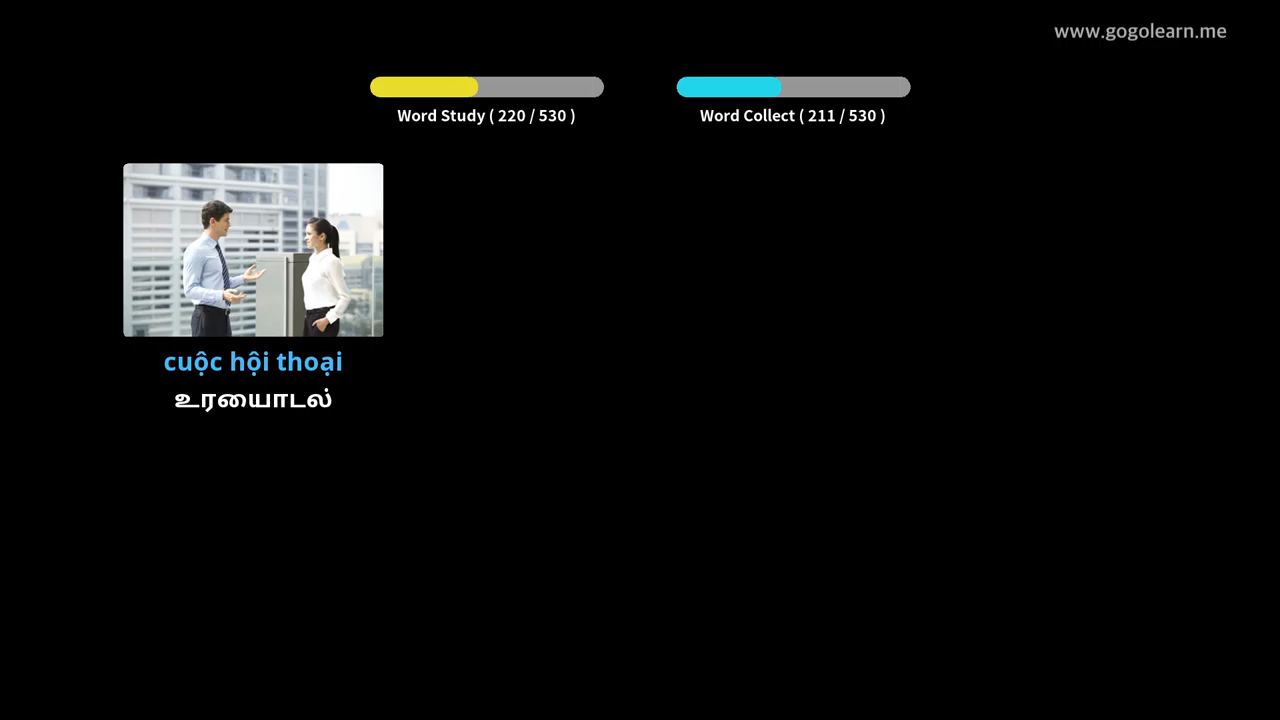 www.gogolearn.me
Word Study ( 220 / 530 )
Word Collect ( 211 / 530 )
cuộc hội thoại
உரையாடல்